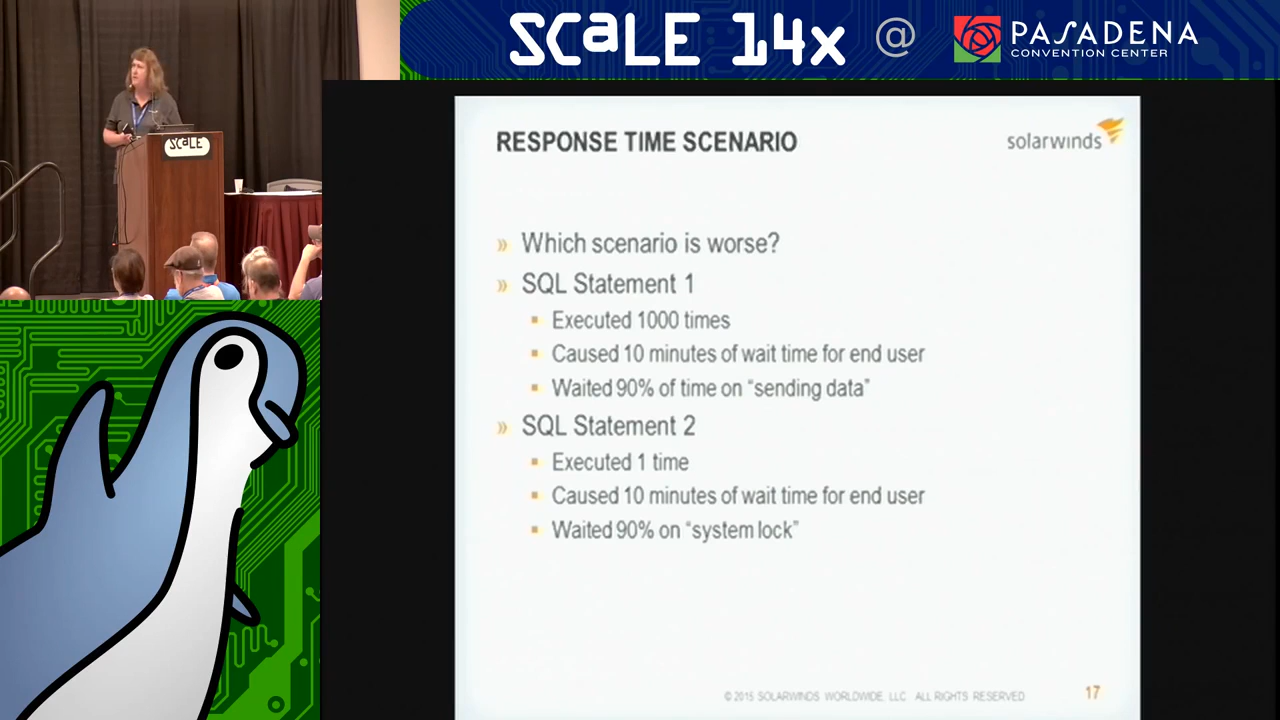 SCaLE 14x @ PASADENA
CONVENTION CENTER
SCaLE
RESPONSE TIME SCENARIO
solarwinds
» Which scenario is worse?
» SQL Statement 1
▪ Executed 1000 times
▪ Caused 10 minutes of wait time for end user
▪ Waited 90% of time on “sending data”
» SQL Statement 2
▪ Executed 1 time
▪ Caused 10 minutes of wait time for end user
▪ Waited 90% on “system lock”
© 2015 SOLARWINDS WORLDWIDE, LLC ALL RIGHTS RESERVED
17